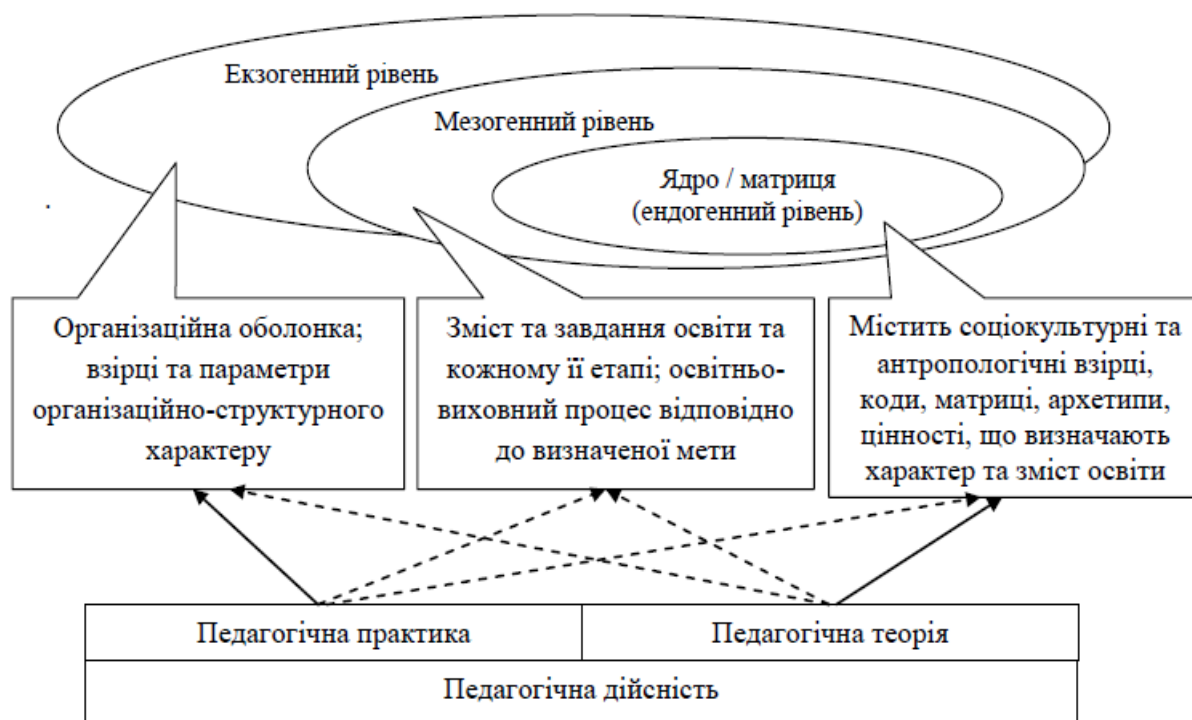 Екзогенний рівень
Мезогенний рівень
Ядро / матриця
(ендогенний рівень)
Організаційна оболонка;
взірці та параметри
організаційно-структурного
характеру
Зміст та завдання освіти та
кожному її етапі; освітньо-
виховний процес відповідно
до визначеної мети
Містить соціокультурні та
антропологічні взірці,
коди, матриці, архетипи,
цінності, що визначають
характер та зміст освіти
Педагогічна практика
Педагогічна теорія
Педагогічна дійсність